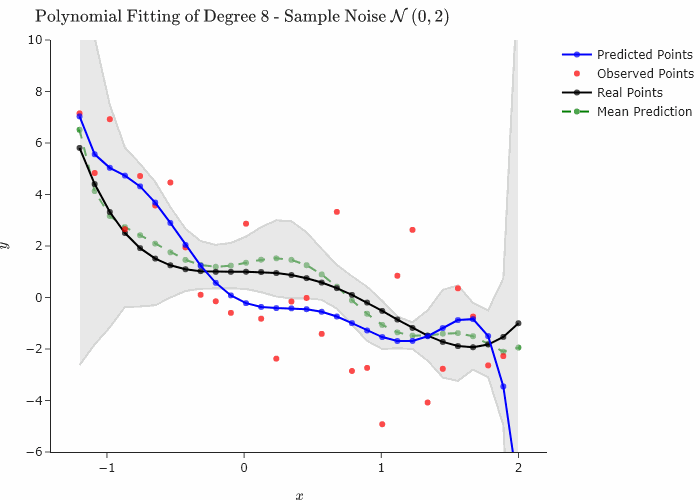 Polynomial Fitting of Degree 8 - Sample Noise 𝒩 (0, 2)
Predicted Points
Observed Points
Real Points
Mean Prediction
10
8
6
4
2
0
−2
−4
−6
y
−1
0
1
2
x